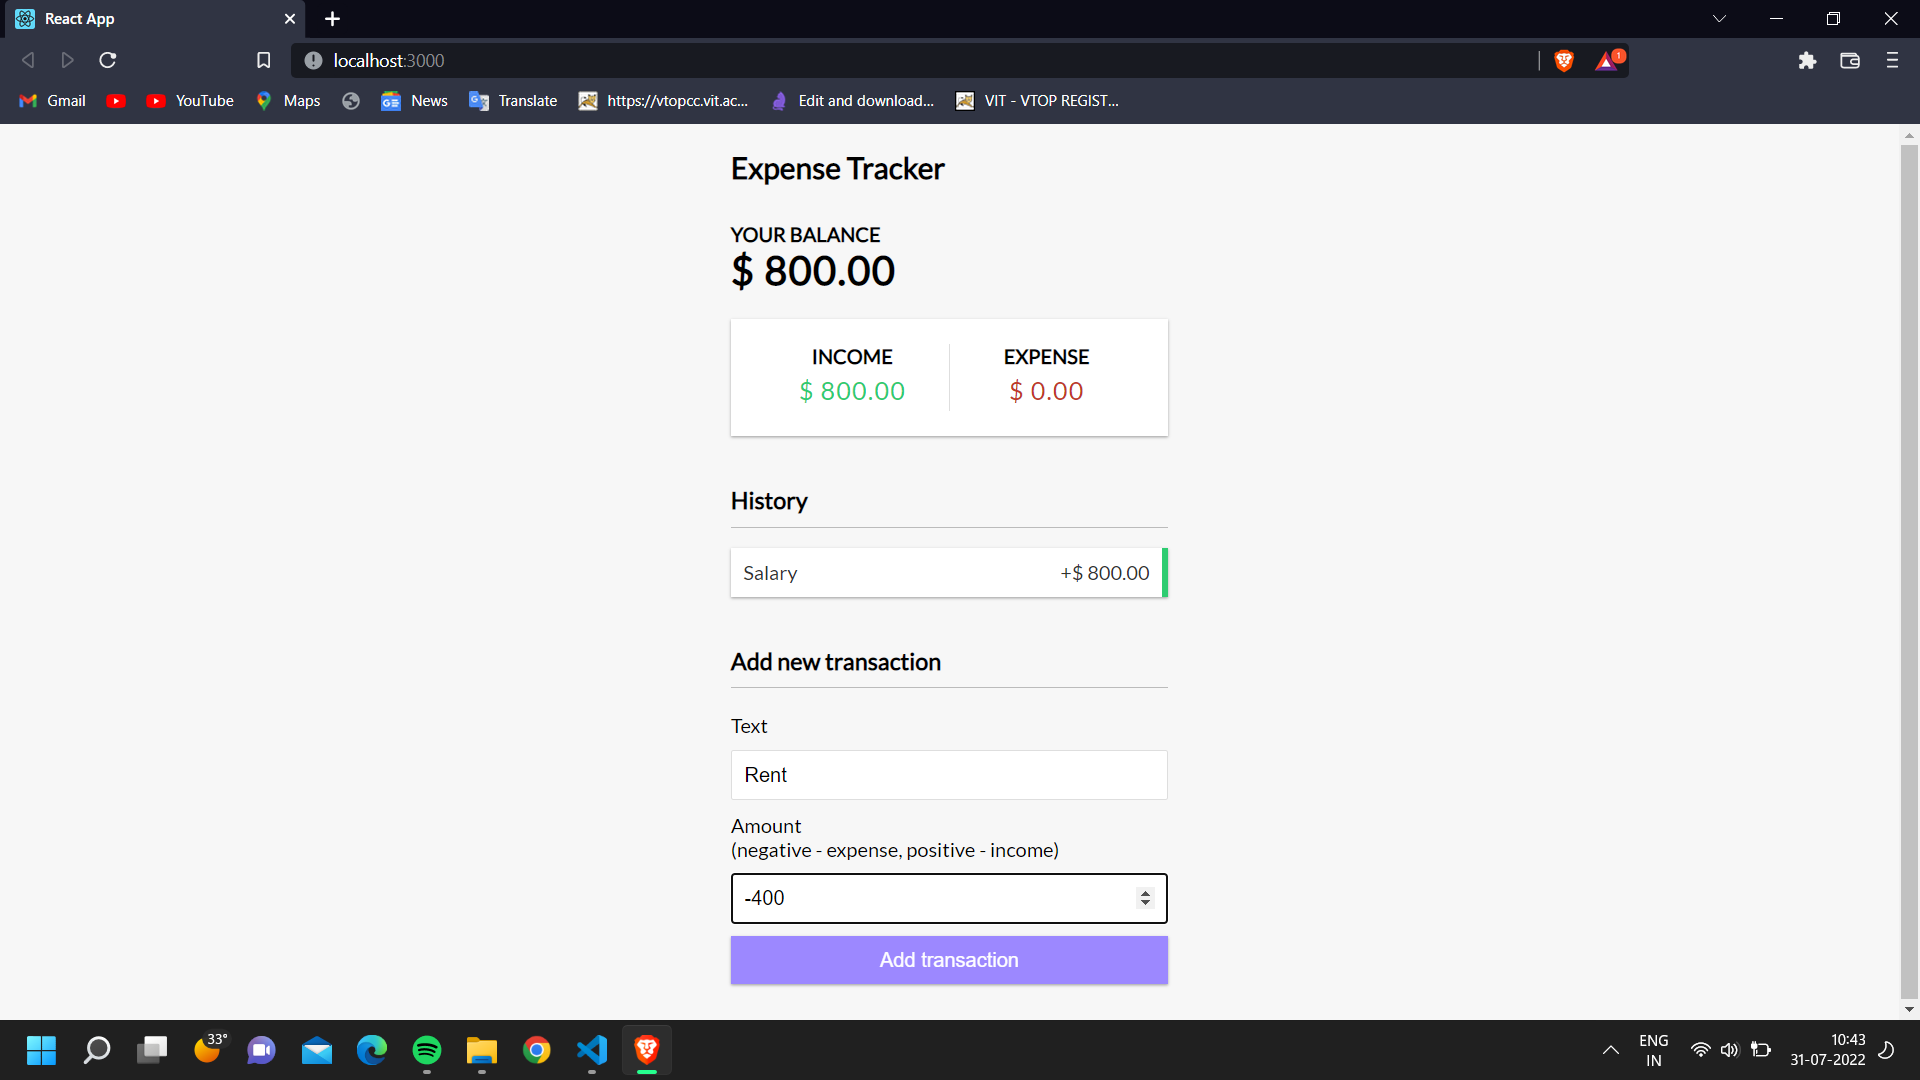 React App
localhost:3000
1
Gmail
YouTube
Maps
News
Translate
https://vtopcc.vit.ac...
Edit and download...
VIT - VTOP REGIST...
Expense Tracker
YOUR BALANCE
$ 800.00
INCOME
EXPENSE
$ 800.00
$ 0.00
History
Salary
+$ 800.00
Add new transaction
Text
Rent
Amount
(negative - expense, positive - income)
-400
Add transaction
33°
ENG
IN
10:43
31-07-2022